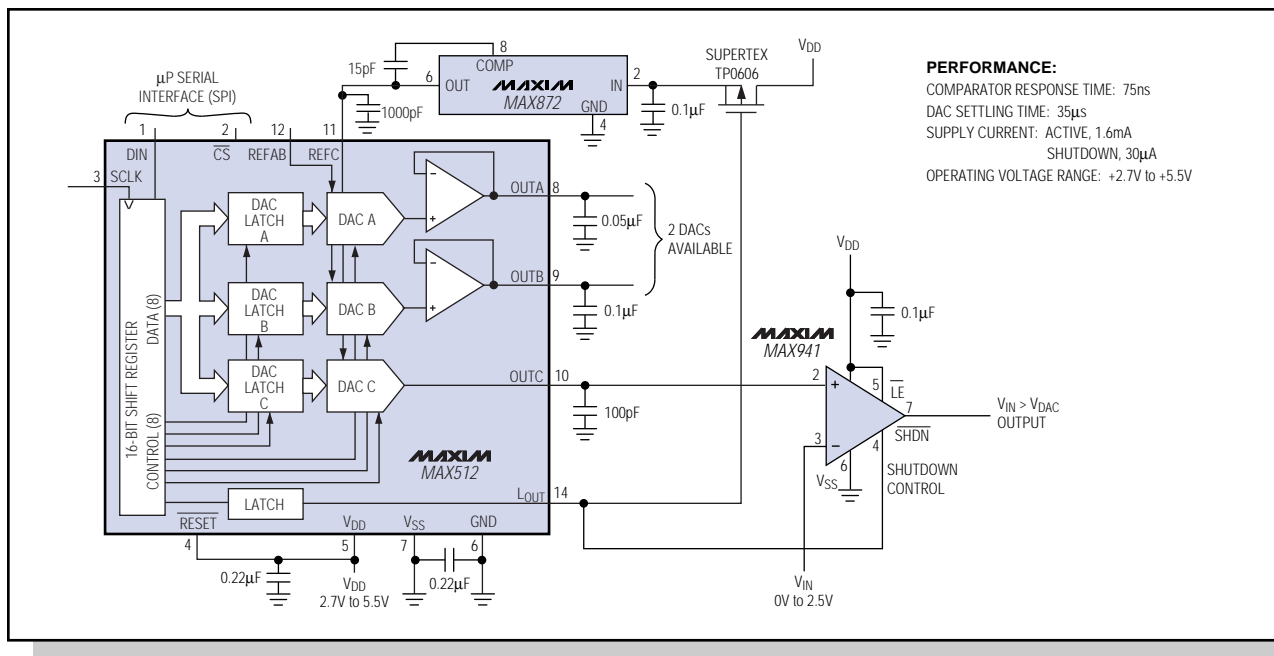 µP SERIAL
INTERFACE (SPI)
15pF
8
COMP
6
OUT
MAXIM
MAX872
IN
2
GND
4
1000pF
0.1µF
SUPERTEX
TP0606
VDD
PERFORMANCE:
COMPARATOR RESPONSE TIME: 75ns
DAC SETTLING TIME: 35µs
SUPPLY CURRENT: ACTIVE, 1.6mA
SHUTDOWN, 30µA
OPERATING VOLTAGE RANGE: +2.7V to +5.5V
1
2
12
11
DIN
CS
REFAB
REFC
3
SCLK
16-BIT SHIFT REGISTER
DATA (8)
CONTROL (8)
DAC
LATCH
A
DAC A
-
+
OUTA
8
0.05µF
DAC
LATCH
B
DAC B
-
+
OUTB
9
0.1µF
2 DACs
AVAILABLE
DAC
LATCH
C
DAC C
OUTC
10
100pF
MAXIM
MAX512
LATCH
LOUT
14
RESET
4
VDD
5
VSS
7
GND
6
0.22µF
VDD
2.7V to 5.5V
0.22µF
VDD
0.1µF
MAXIM
MAX941
2
+
5
LE
7
VIN > VDAC
OUTPUT
3
−
SHDN
4
6
VSS
SHUTDOWN
CONTROL
VIN
0V to 2.5V